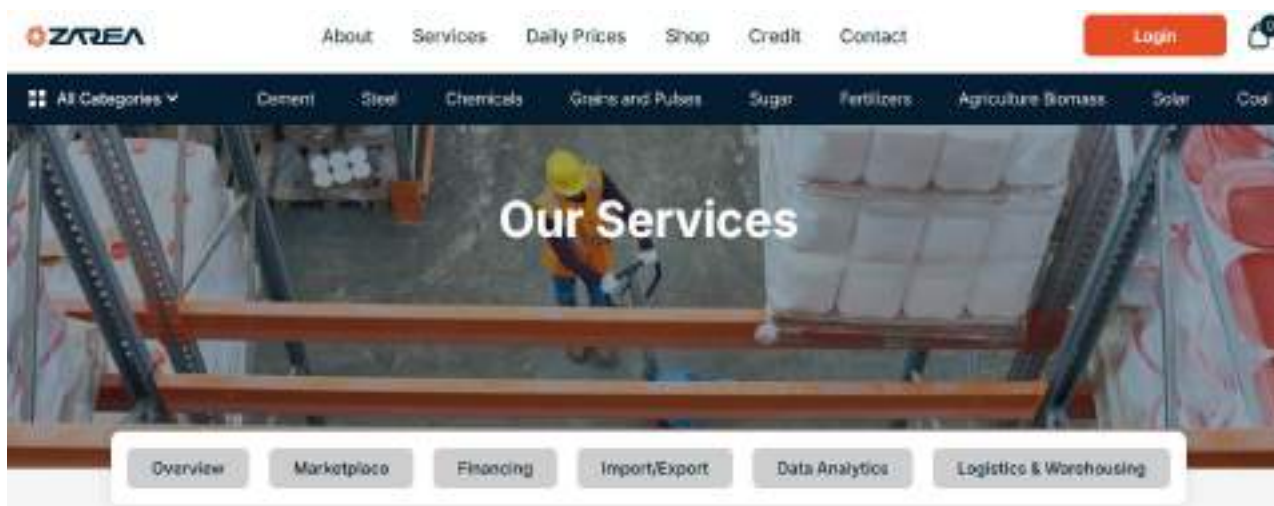 ZAREA
About Services Daily Prices Shop Credit Contact Login 0
All Categories Cement Steel Chemicals Grains and Pulses Sugar Fertilizers Agriculture Biomass Solar Coal
Our Services
Overview Marketplace Financing Import/Export Data Analytics Logistics & Warehousing